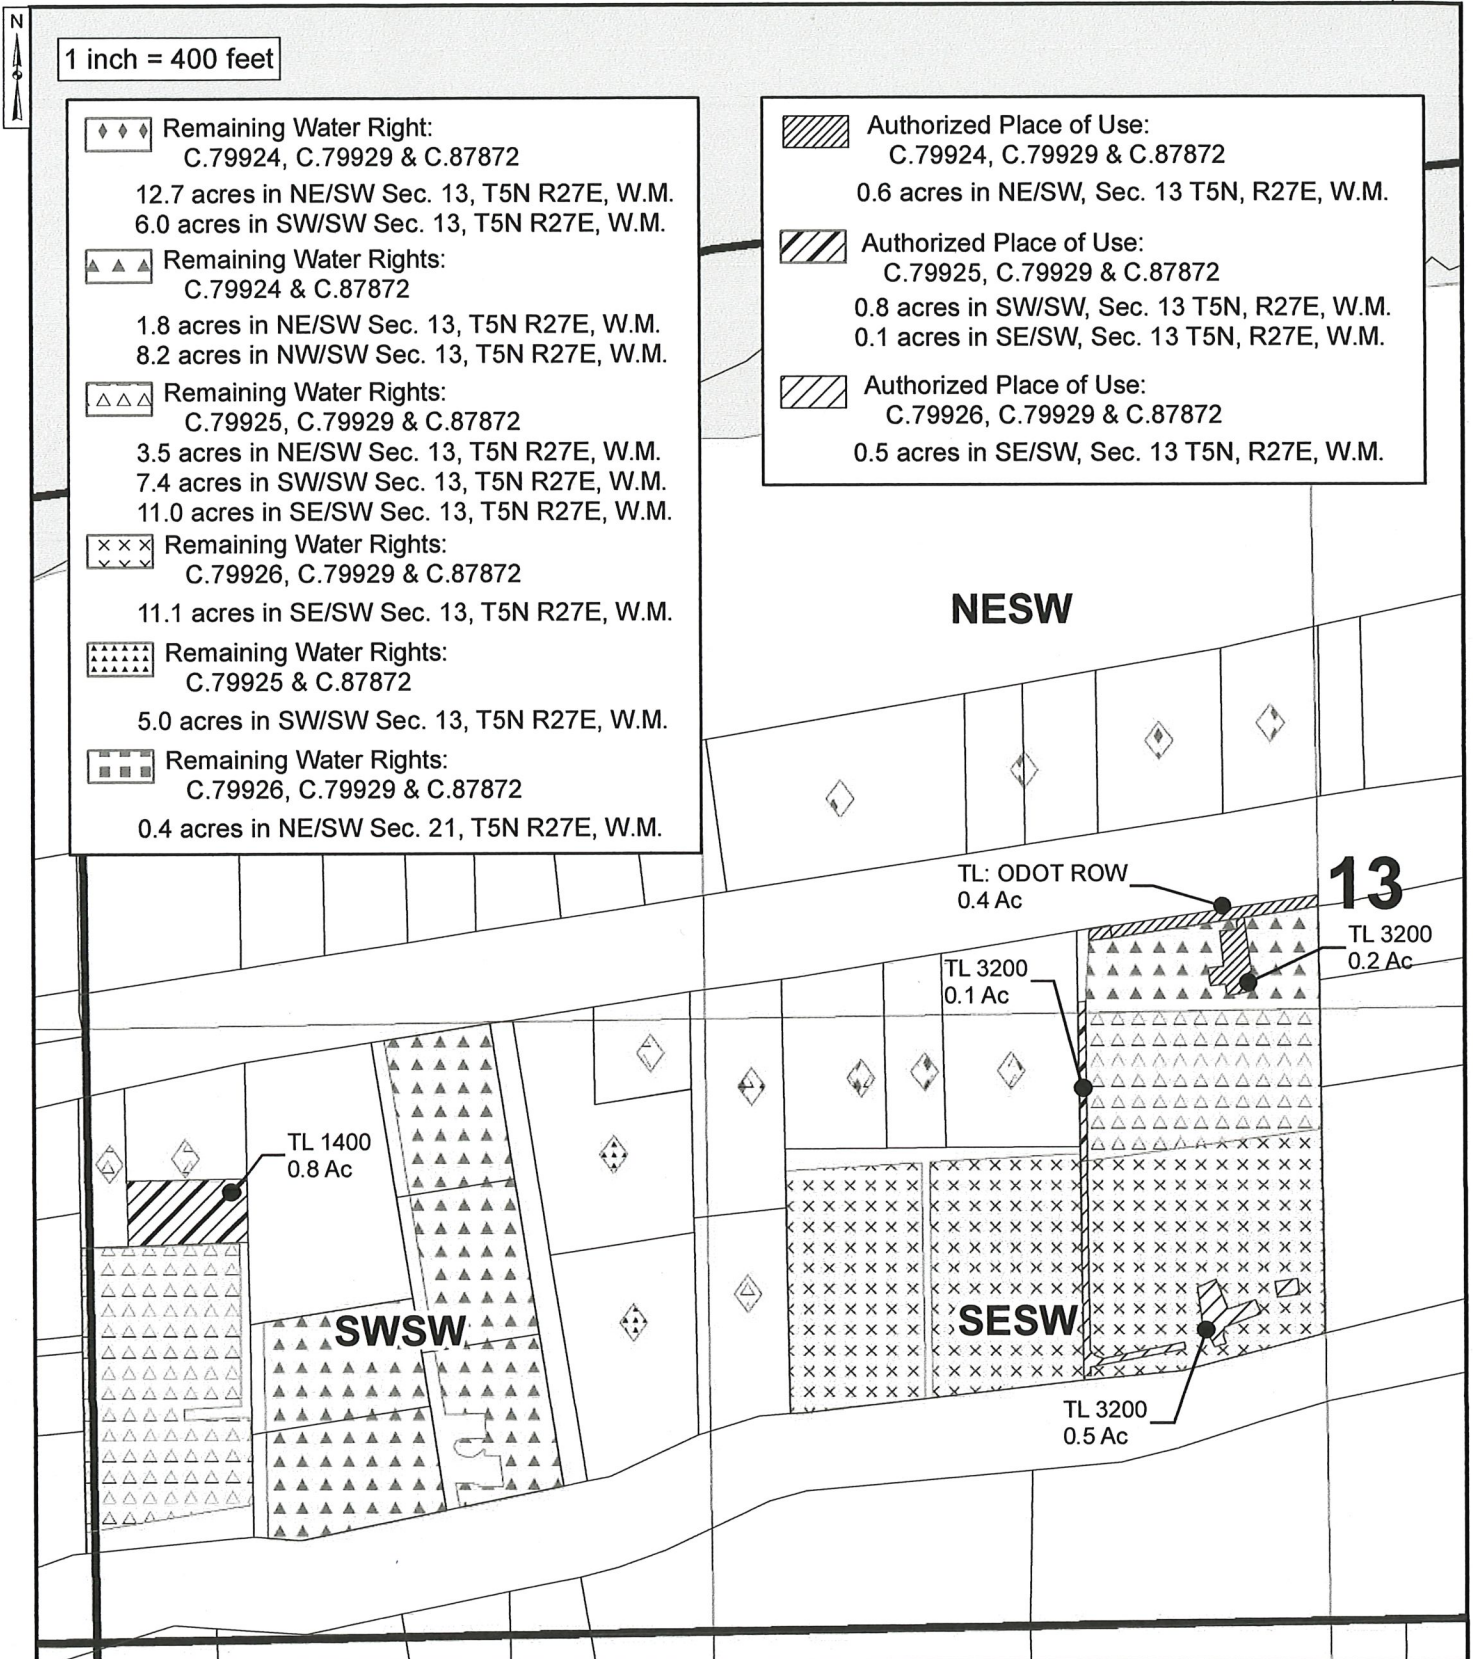 N
1 inch = 400 feet
Remaining Water Right:
C.79924, C.79929 & C.87872
12.7 acres in NE/SW Sec. 13, T5N R27E, W.M.
6.0 acres in SW/SW Sec. 13, T5N R27E, W.M.
Remaining Water Rights:
C.79924 & C.87872
1.8 acres in NE/SW Sec. 13, T5N R27E, W.M.
8.2 acres in NW/SW Sec. 13, T5N R27E, W.M.
Remaining Water Rights:
C.79925, C.79929 & C.87872
3.5 acres in NE/SW Sec. 13, T5N R27E, W.M.
7.4 acres in SW/SW Sec. 13, T5N R27E, W.M.
11.0 acres in SE/SW Sec. 13, T5N R27E, W.M.
Remaining Water Rights:
C.79926, C.79929 & C.87872
11.1 acres in SE/SW Sec. 13, T5N R27E, W.M.
Remaining Water Rights:
C.79925 & C.87872
5.0 acres in SW/SW Sec. 13, T5N R27E, W.M.
Remaining Water Rights:
C.79926, C.79929 & C.87872
0.4 acres in NE/SW Sec. 21, T5N R27E, W.M.
Authorized Place of Use:
C.79924, C.79929 & C.87872
0.6 acres in NE/SW, Sec. 13 T5N, R27E, W.M.
Authorized Place of Use:
C.79925, C.79929 & C.87872
0.8 acres in SW/SW, Sec. 13 T5N, R27E, W.M.
0.1 acres in SE/SW, Sec. 13 T5N, R27E, W.M.
Authorized Place of Use:
C.79926, C.79929 & C.87872
0.5 acres in SE/SW, Sec. 13 T5N, R27E, W.M.
NESW
TL: ODOT ROW
0.4 Ac
13
TL 3200
0.2 Ac
TL 3200
0.1 Ac
TL 1400
0.8 Ac
SWSW
SESW
TL 3200
0.5 Ac